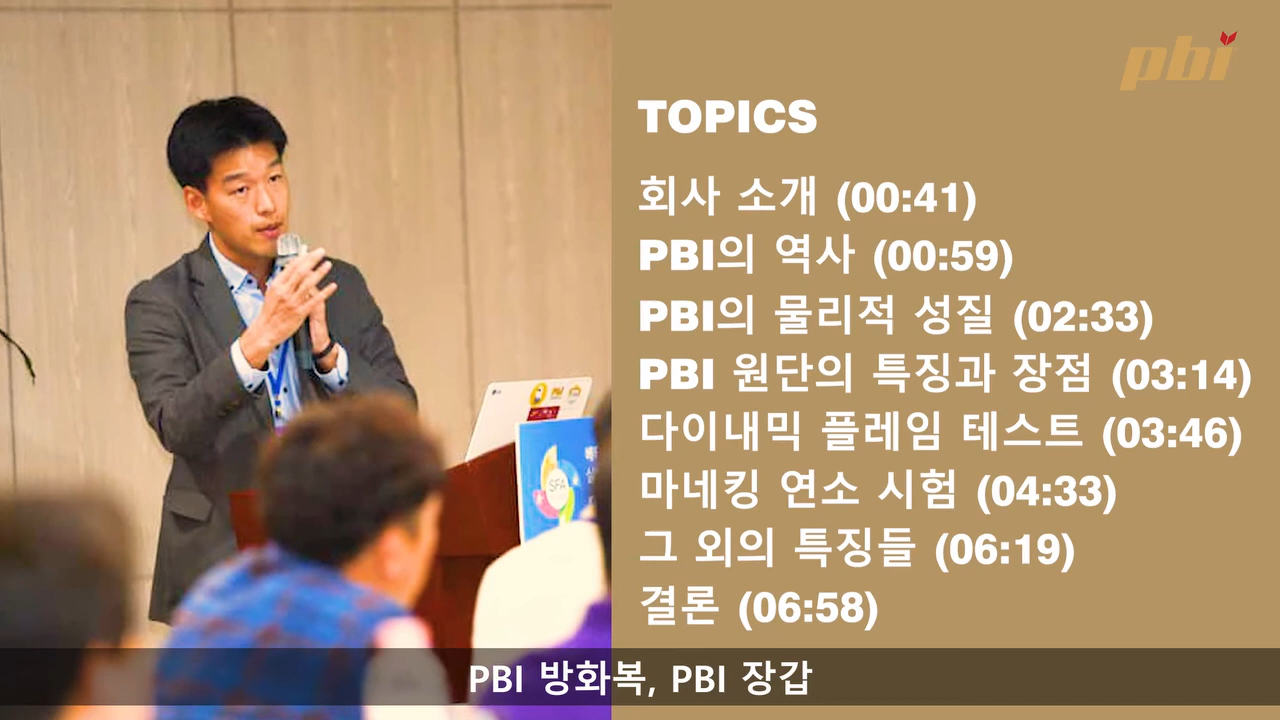 pbi
TOPICS
회사 소개 (00:41)
PBI의 역사 (00:59)
PBI의 물리적 성질 (02:33)
PBI 원단의 특징과 장점 (03:14)
다이내믹 플레임 테스트 (03:46)
마네킹 연소 시험 (04:33)
그 외의 특징들 (06:19)
결론 (06:58)
SFA
PBI 방화복, PBI 장갑